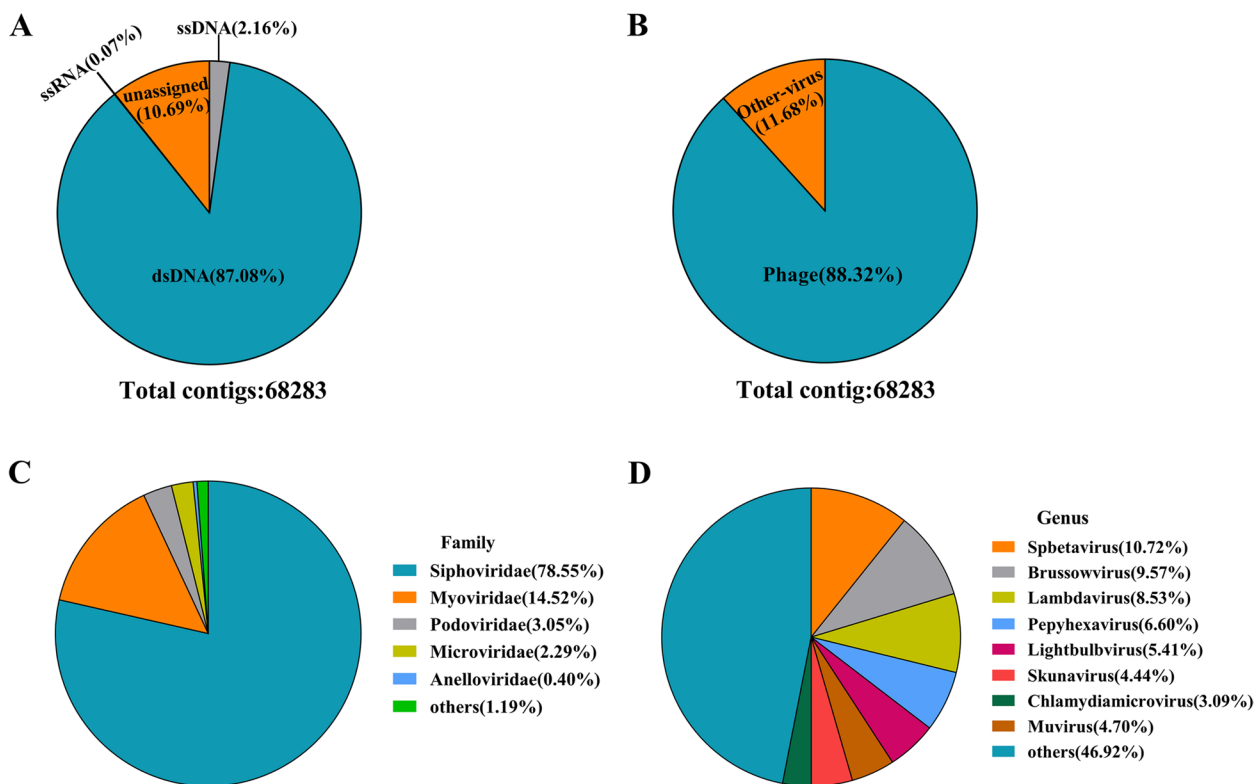 A
ssDNA(2.16%)
ssRNA(0.07%)
unassigned
(10.69%)
dsDNA(87.08%)
Total contigs:68283
B
Other-virus
(11.68%)
Phage(88.32%)
Total contig:68283
C
Family
Siphoviridae(78.55%)
Myoviridae(14.52%)
Podoviridae(3.05%)
Microviridae(2.29%)
Anelloviridae(0.40%)
others(1.19%)
D
Genus
Spbetavirus(10.72%)
Brussowvirus(9.57%)
Lambdavirus(8.53%)
Pepyhexavirus(6.60%)
Lightbulbvirus(5.41%)
Skunavirus(4.44%)
Chlamydiamicrovirus(3.09%)
Muvirus(4.70%)
others(46.92%)